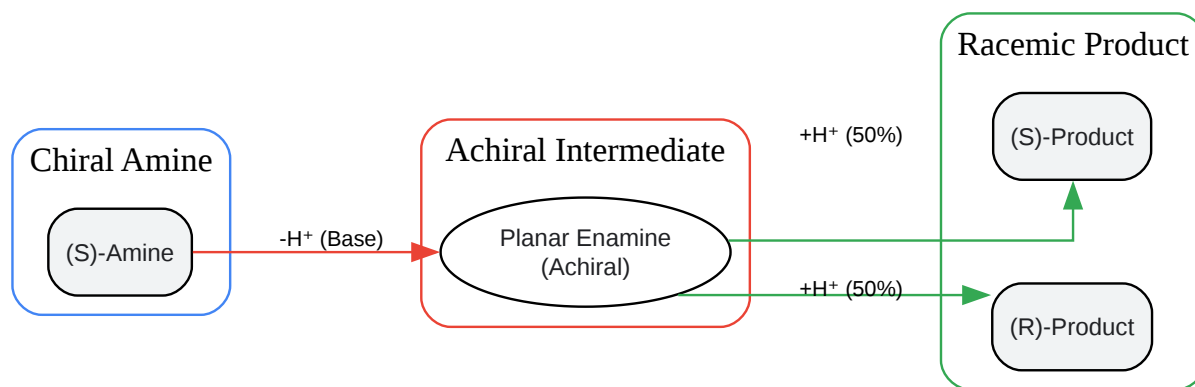 Chiral Amine
(S)-Amine
-H⁺ (Base)
Achiral Intermediate
Planar Enamine
(Achiral)
+H⁺ (50%)
+H⁺ (50%)
Racemic Product
(S)-Product
(R)-Product